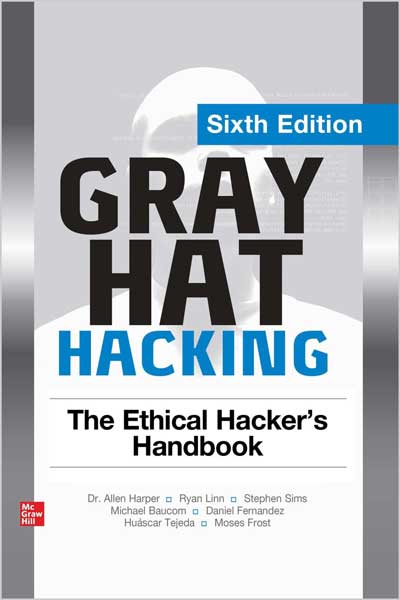 Sixth Edition
GRAY
HAT
HACKING
The Ethical Hacker's
Handbook
Dr. Allen Harper ▫ Ryan Linn ▫ Stephen Sims
Michael Baucom ▫ Daniel Fernandez
Huáscar Tejeda ▫ Moses Frost
Mc
Graw
Hill